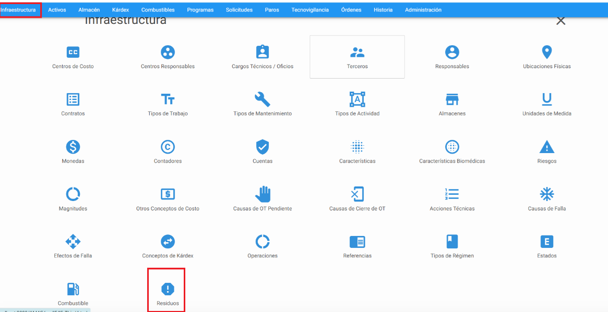 Infraestructura Activos Almacén Kárdex Combustibles Programas Solicitudes Paros Tecnovigilancia Órdenes Historia Administración
Infraestructura
Centros de Costo Centros Responsables Cargos Técnicos / Oficios Terceros Responsables Ubicaciones Físicas
Contratos Tipos de Trabajo Tipos de Mantenimiento Tipos de Actividad Almacenes Unidades de Medida
Monedas Contadores Cuentas Características Características Biomédicos Riesgos
Magnitudes Otros Conceptos de Costo Causas de OT Pendiente Causas de Cierre de OT Acciones Técnicas Causas de Falla
Efectos de Falla Conceptos de Kárdex Operaciones Referencias Tipos de Régimen Estados
Combustible Residuos